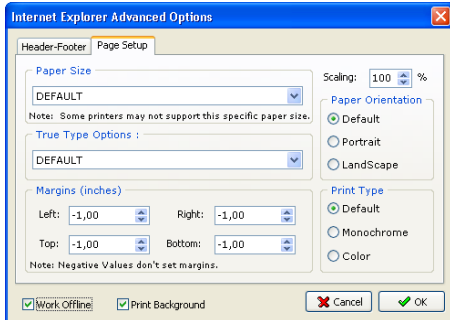 Internet Explorer Advanced Options
Header-Footer Page Setup
Paper Size
DEFAULT
Note: Some printers may not support this specific paper size.
True Type Options :
DEFAULT
Margins (inches)
Left: -1,00 Right: -1,00
Top: -1,00 Bottom: -1,00
Note: Negative Values don't set margins.
Scaling: 100 %
Paper Orientation
Default
Portrait
LandScape
Print Type
Default
Monochrome
Color
Work Offline Print Background Cancel OK